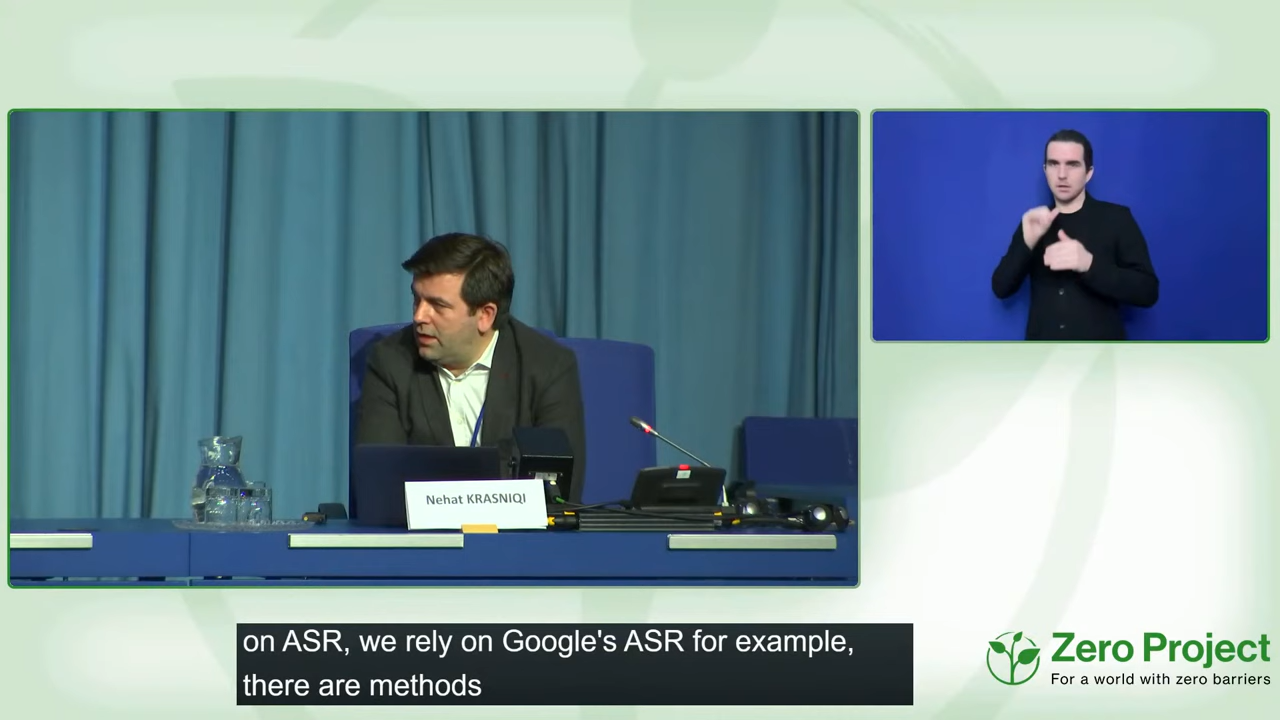 Nehat KRASNIQI
on ASR, we rely on Google's ASR for example,
there are methods
Zero Project
For a world with zero barriers